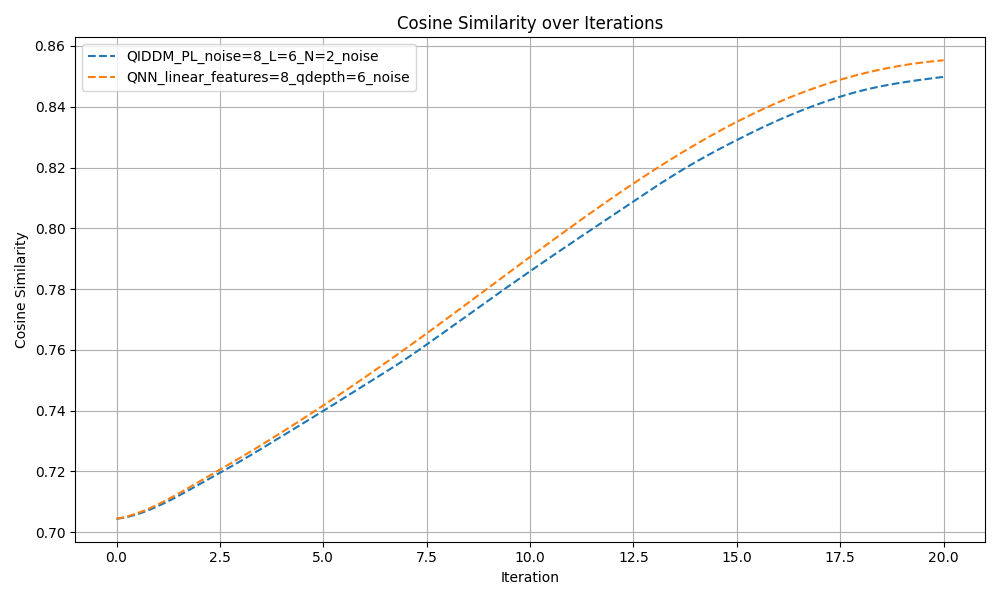 Cosine Similarity over Iterations
QIDDM_PL_noise=8_L=6_N=2_noise
QNN_linear_features=8_qdepth=6_noise
Cosine Similarity
0.86
0.84
0.82
0.80
0.78
0.76
0.74
0.72
0.70
0.0 2.5 5.0 7.5 10.0 12.5 15.0 17.5 20.0
Iteration